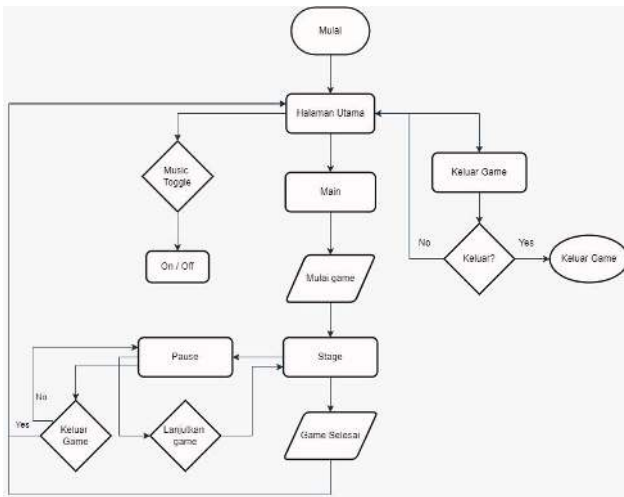 Mulai
Halaman Utama
Music
Toggle
Main
Keluar Game
On / Off
Mulai game
No
Keluar?
Yes
Keluar Game
Pause
Stage
No
Yes
Keluar
Game
Lanjutkan
game
Game Selesai